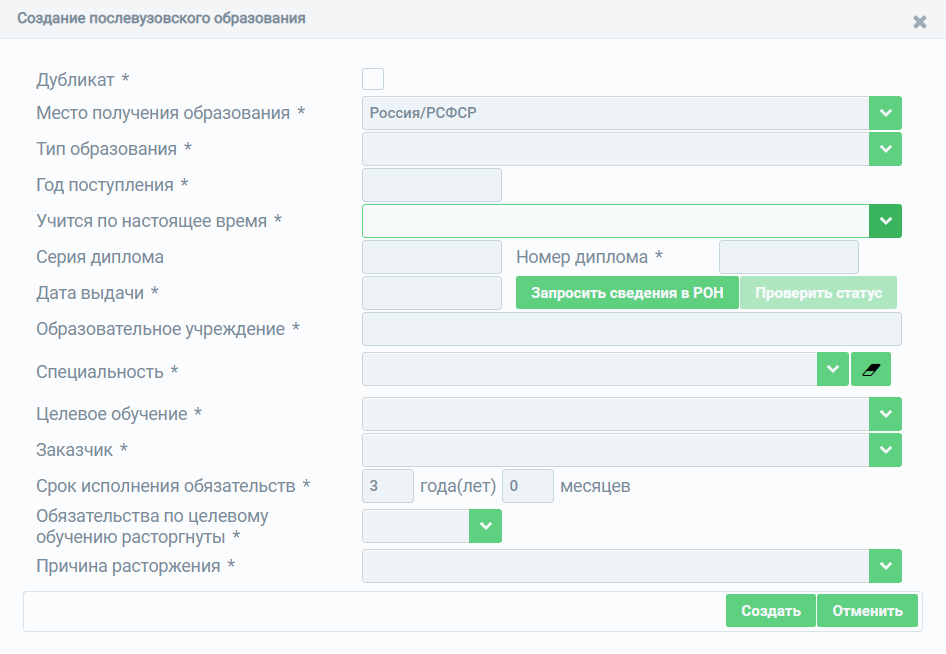 Создание послевузовского образования
Дубликат *
Место получения образования * Россия/РСФСР
Тип образования *
Год поступления *
Учится по настоящее время *
Серия диплома Номер диплома *
Дата выдачи * Запросить сведения в РОН Проверить статус
Образовательное учреждение *
Специальность *
Целевое обучение *
Заказчик *
Срок исполнения обязательств * 3 года(лет) 0 месяцев
Обязательства по целевому
обучению расторгнуты *
Причина расторжения *
Создать Отменить